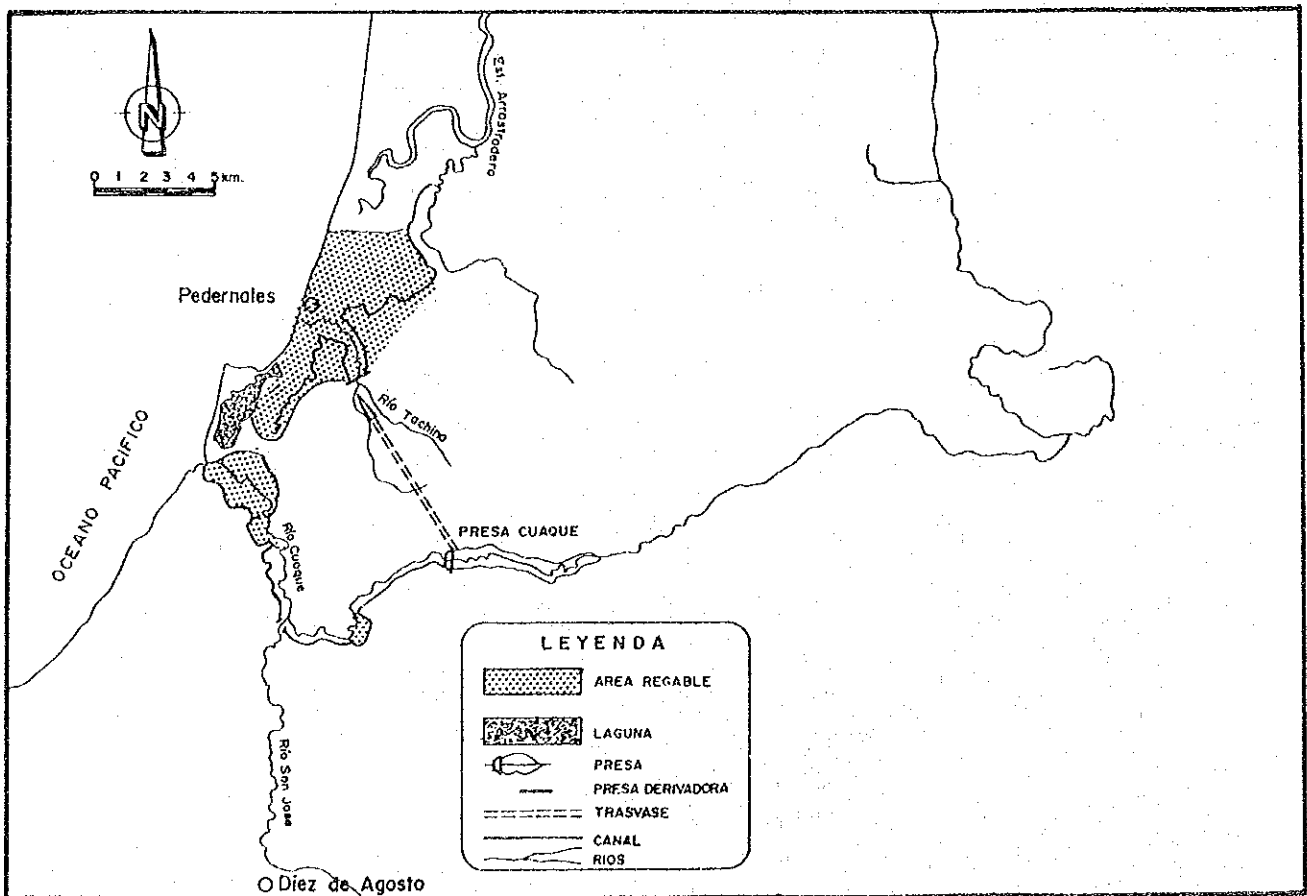 N
0 1 2 3 4 5 km.
Est. Arrastradero
Pedernales
Río Tachina
OCEANO PACIFICO
PRESA CUAQUE
Río Cuaque
LEYENDA
AREA REGABLE
LAGUNA
PRESA
PRESA DERIVADORA
TRASVASE
CANAL
RIOS
Río San José
Diez de Agosto